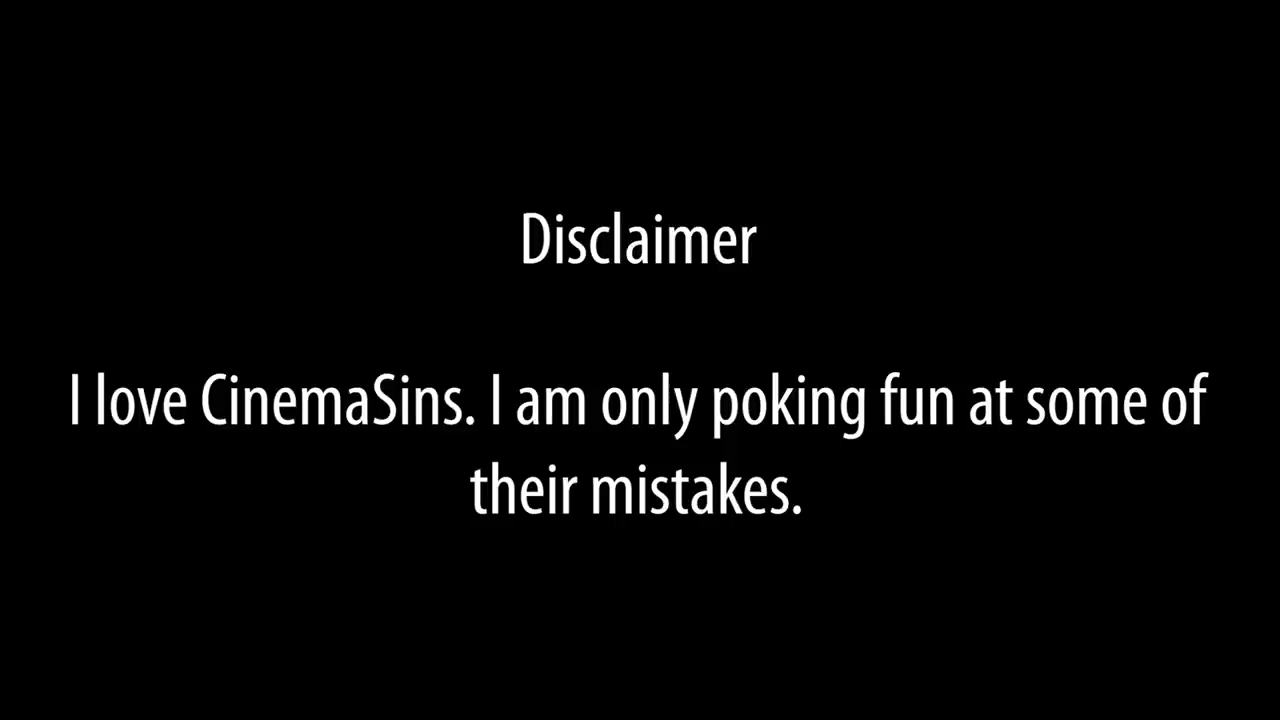 Disclaimer
I love CinemaSins. I am only poking fun at some of
their mistakes.